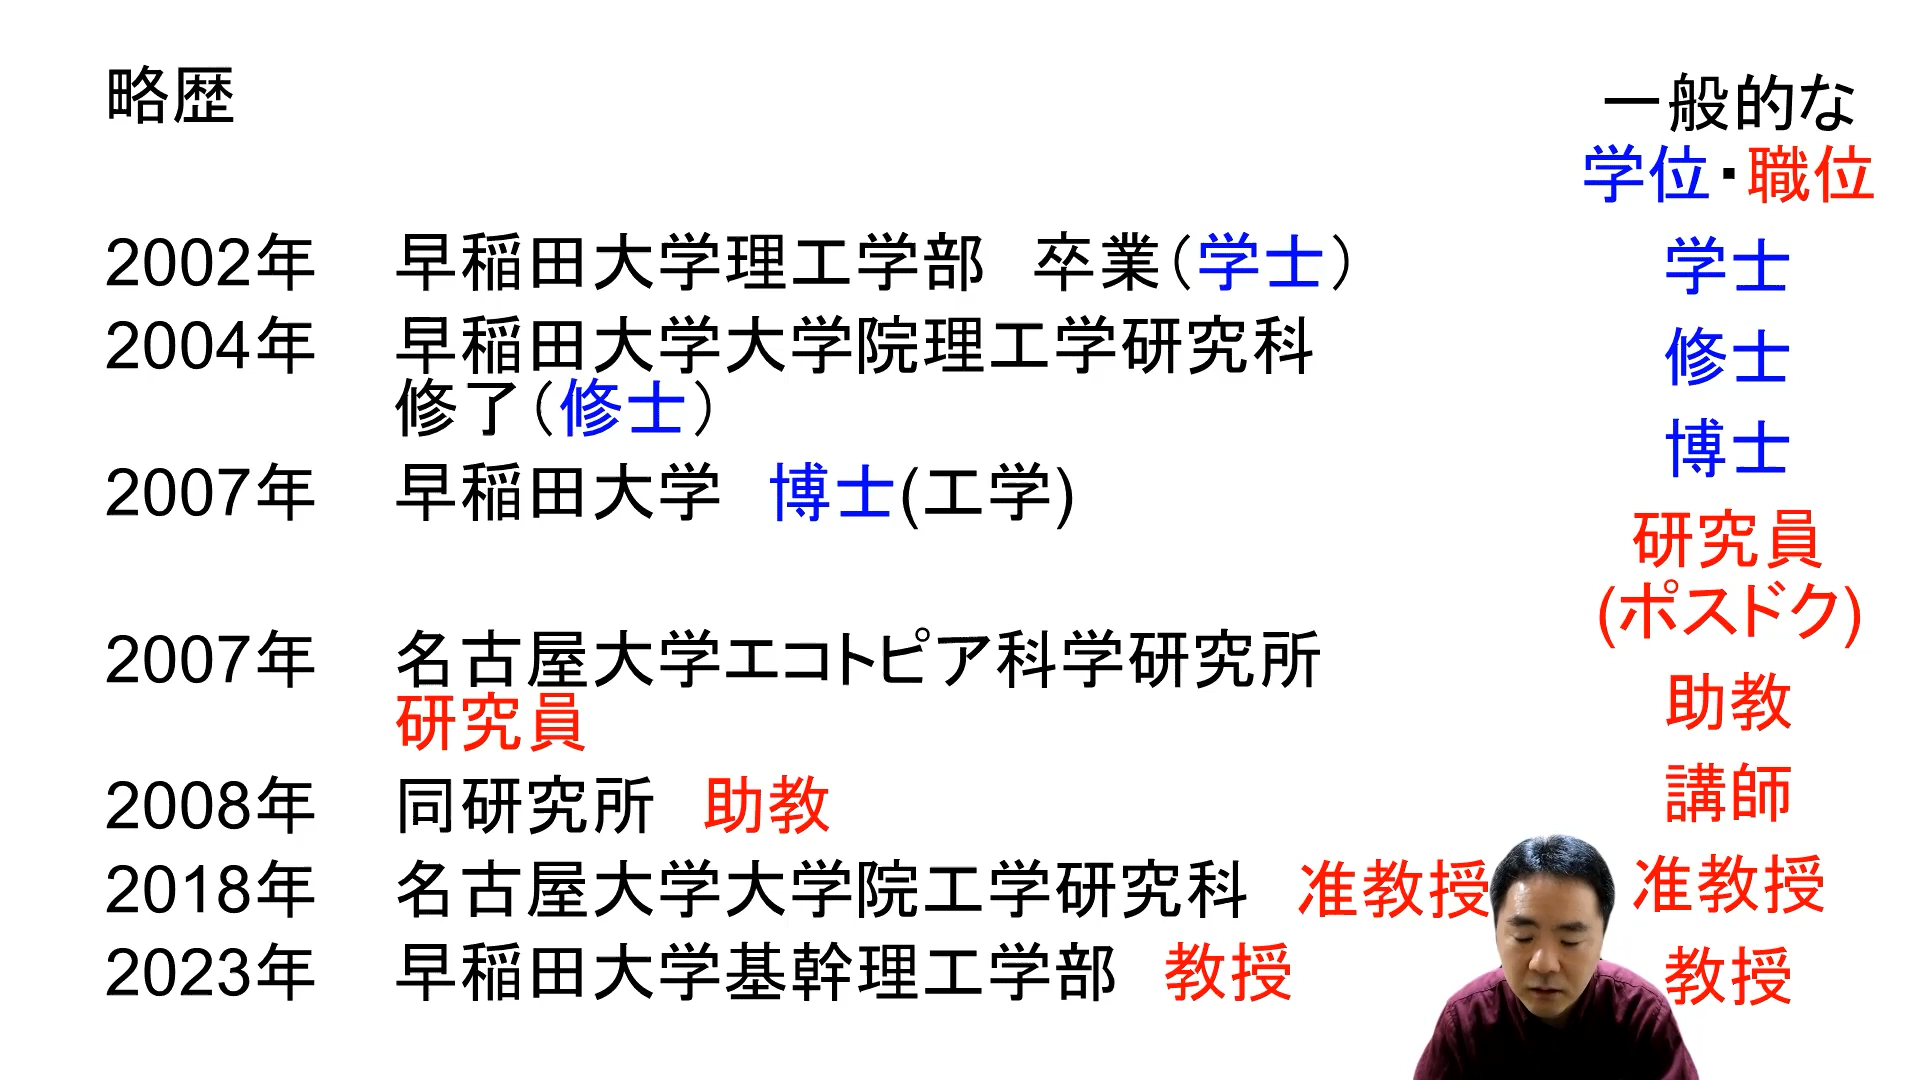 略歴
2002年 早稲田大学理工学部 卒業(学士)
2004年 早稲田大学大学院理工学研究科
修了(修士)
2007年 早稲田大学 博士(工学)
2007年 名古屋大学エコトピア科学研究所
研究員
2008年 同研究所 助教
2018年 名古屋大学大学院工学研究科 准教授
2023年 早稲田大学基幹理工学部 教授
一般的な
学位・職位
学士
修士
博士
研究員
(ポスドク)
助教
講師
准教授
教授